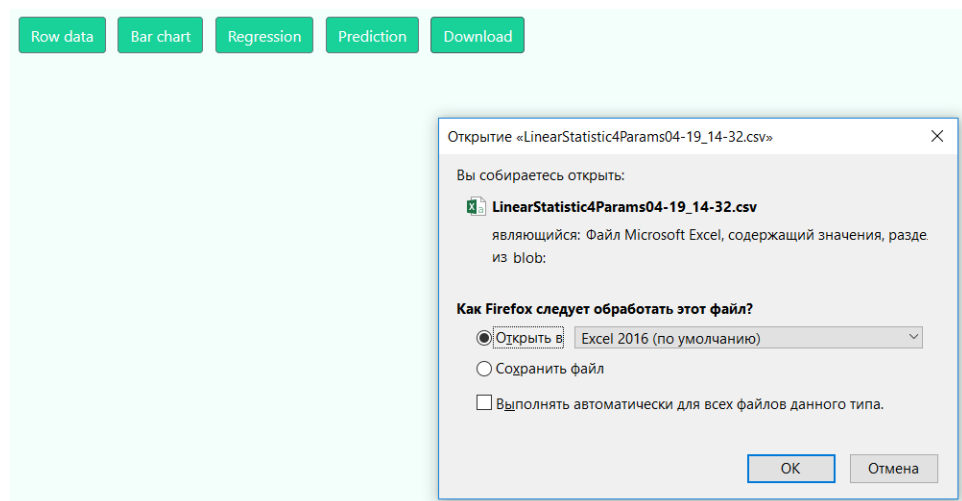 Row data Bar chart Regression Prediction Download
Открытие «LinearStatistic4Params04-19_14-32.csv»
Вы собираетесь открыть:
LinearStatistic4Params04-19_14-32.csv
являющийся: Файл Microsoft Excel, содержащий значения, разде
из blob:
Как Firefox следует обработать этот файл?
Открыть в Excel 2016 (по умолчанию)
Сохранить файл
Выполнять автоматически для всех файлов данного типа.
ОК Отмена